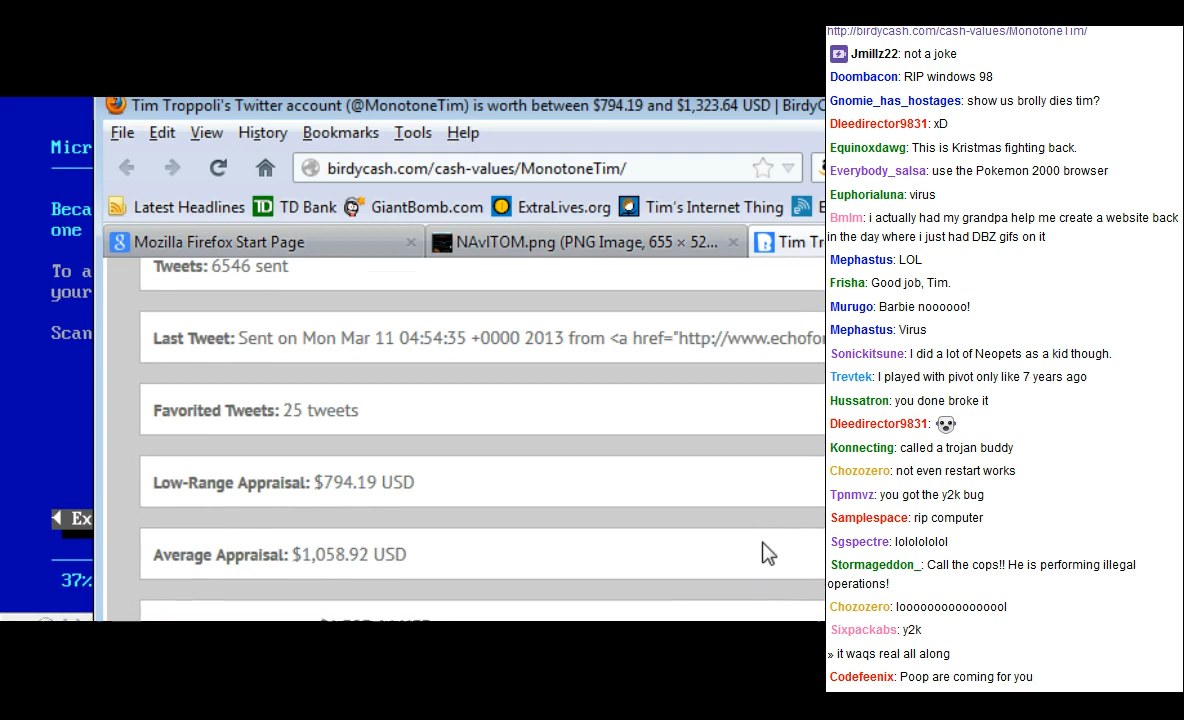 Micr
Beca
one
To a
your
Scan
Ex
37%
Tim Troppoli's Twitter account (@MonotoneTim) is worth between $794.19 and $1,323.64 USD | BirdyC
File Edit View History Bookmarks Tools Help
birdycash.com/cash-values/MonotoneTim/
Latest Headlines TD TD Bank GiantBomb.com ExtraLives.org Tim's Internet Thing E
8 Mozilla Firefox Start Page × NAvITOM.png (PNG Image, 655 × 52... × Tim Tr
Tweets: 6546 sent
Last Tweet: Sent on Mon Mar 11 04:54:35 +0000 2013 from <a href="http://www.echofor
Favorited Tweets: 25 tweets
Low-Range Appraisal: $794.19 USD
Average Appraisal: $1,058.92 USD
http://birdycash.com/cash-values/MonotoneTim/
Jmillz22: not a joke
Doombacon: RIP windows 98
Gnomie_has_hostages: show us brolly dies tim?
Dleedirector9831: xD
Equinoxdawg: This is Kristmas fighting back.
Everybody_salsa: use the Pokemon 2000 browser
Euphorialuna: virus
Bmlm: i actually had my grandpa help me create a website back
in the day where i just had DBZ gifs on it
Mephastus: LOL
Frisha: Good job, Tim.
Murugo: Barbie noooooo!
Mephastus: Virus
Sonickitsune: I did a lot of Neopets as a kid though.
Trevtek: I played with pivot only like 7 years ago
Hussatron: you done broke it
Dleedirector9831:
Konnecting: called a trojan buddy
Chozozero: not even restart works
Tpnmvz: you got the y2k bug
Samplespace: rip computer
Sgspectre: lololololol
Stormageddon_: Call the cops!! He is performing illegal
operations!
Chozozero: looooooooooooooool
Sixpackabs: y2k
» it waqs real all along
Codefeenix: Poop are coming for you